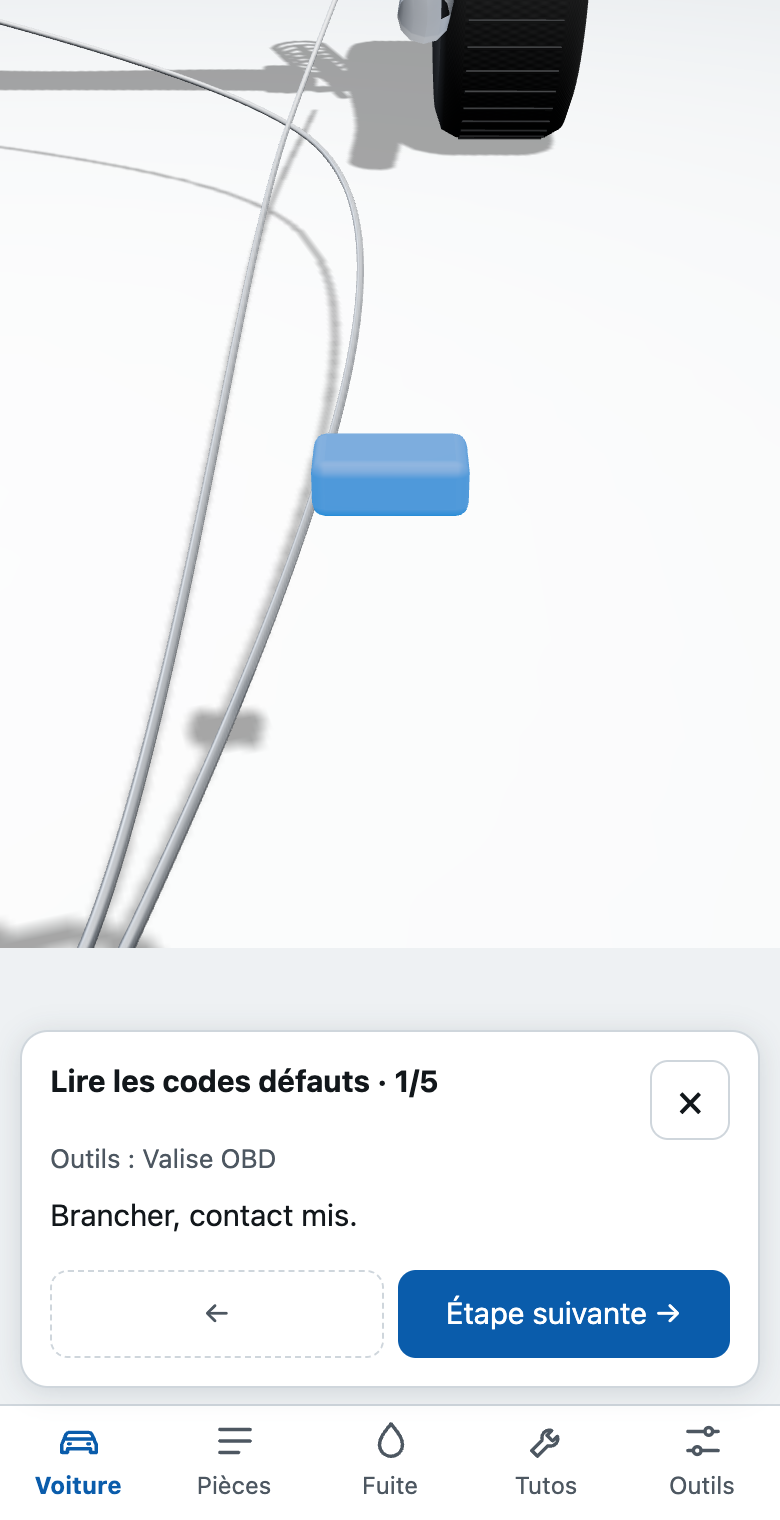 Lire les codes défauts · 1/5
Outils : Valise OBD
Brancher, contact mis.
←
Étape suivante →
Voiture
Pièces
Fuite
Tutos
Outils